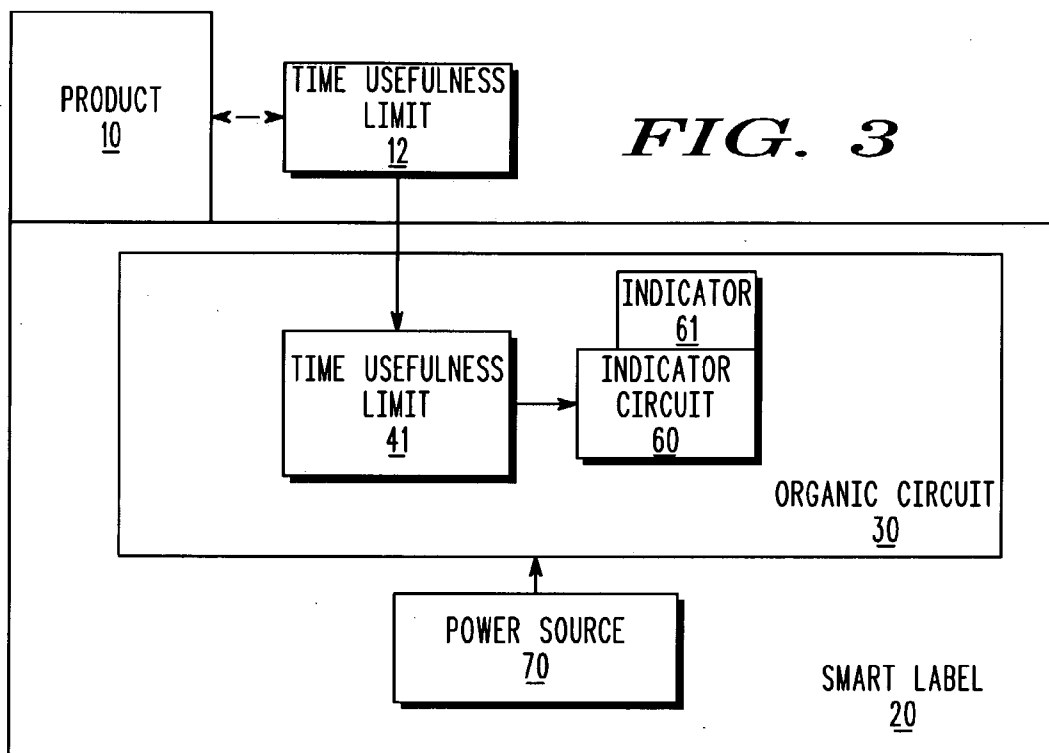 PRODUCT
10
TIME USEFULNESS
LIMIT
12
FIG. 3
INDICATOR
61
TIME USEFULNESS
LIMIT
41
INDICATOR
CIRCUIT
60
ORGANIC CIRCUIT
30
POWER SOURCE
70
SMART LABEL
20